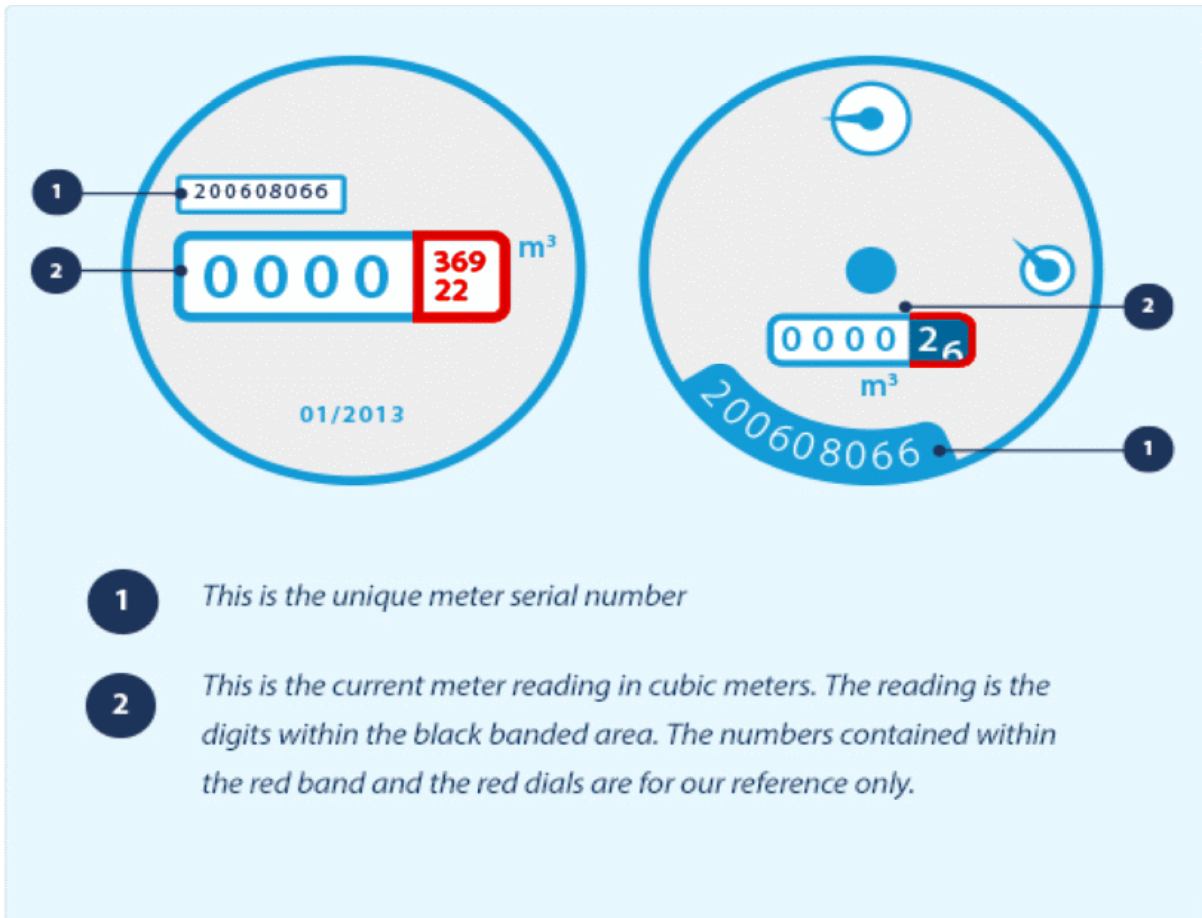 1
200608066
2
0000
369
22
m³
01/2013
2
0000 26
m³
200608066
1
1
This is the unique meter serial number
2
This is the current meter reading in cubic meters. The reading is the
digits within the black banded area. The numbers contained within
the red band and the red dials are for our reference only.